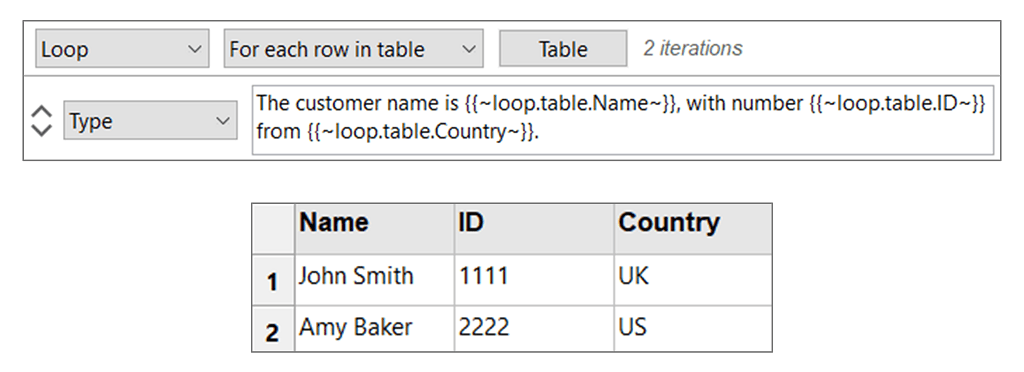 Loop For each row in table Table 2 iterations
Type The customer name is {{~loop.table.Name~}}, with number {{~loop.table.ID~}}
from {{~loop.table.Country~}}.
Name ID Country
1 John Smith 1111 UK
2 Amy Baker 2222 US